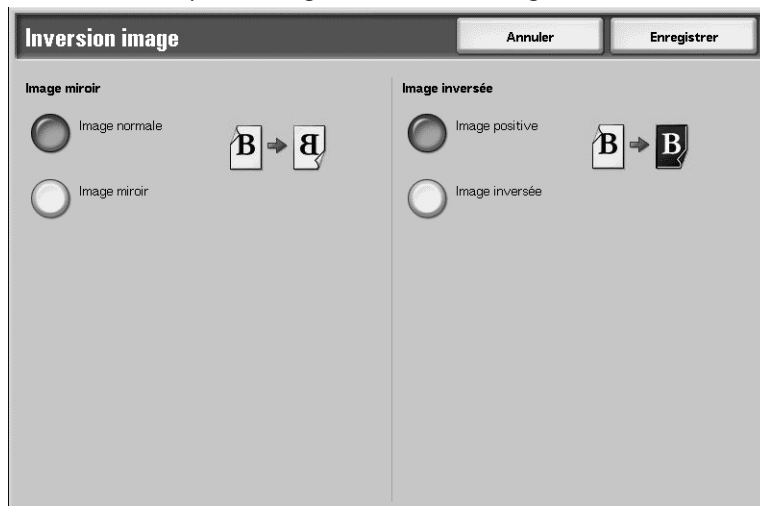 Inversion image
Annuler
Enregistrer
Image miroir
Image normale
B B
Image miroir
Image inversée
Image positive
B B
Image inversée